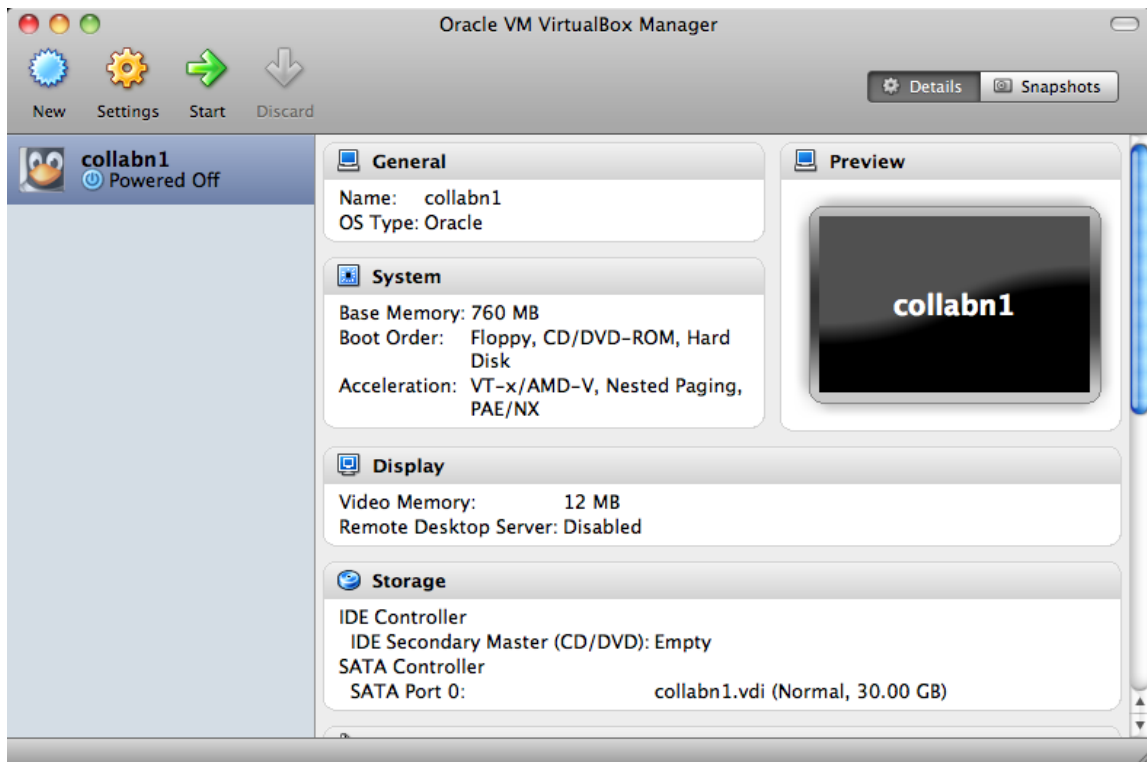 Oracle VM VirtualBox Manager
New Settings Start Discard
Details Snapshots
collabn1
Powered Off
General
Name: collabn1
OS Type: Oracle
System
Base Memory: 760 MB
Boot Order: Floppy, CD/DVD-ROM, Hard
Disk
Acceleration: VT-x/AMD-V, Nested Paging,
PAE/NX
Preview
collabn1
Display
Video Memory: 12 MB
Remote Desktop Server: Disabled
Storage
IDE Controller
IDE Secondary Master (CD/DVD): Empty
SATA Controller
SATA Port 0: collabn1.vdi (Normal, 30.00 GB)